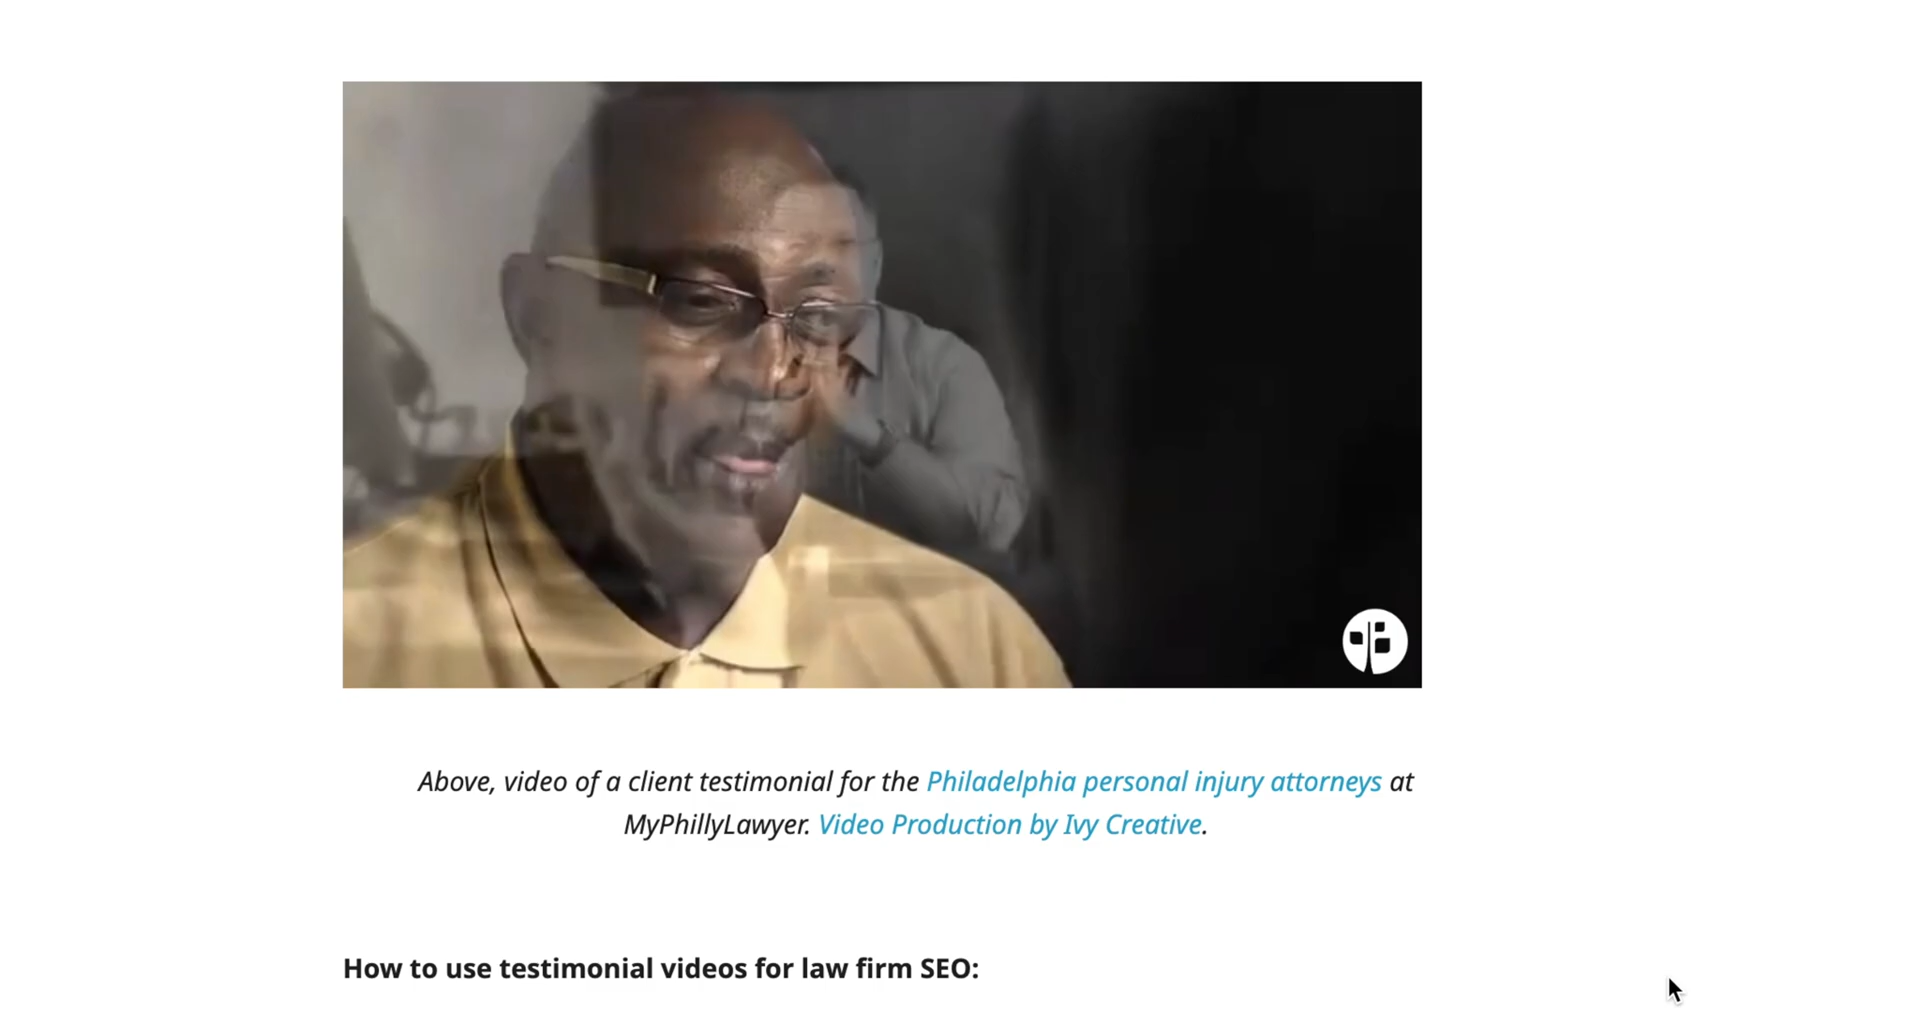 Above, video of a client testimonial for the Philadelphia personal injury attorneys at
MyPhillyLawyer. Video Production by Ivy Creative.
How to use testimonial videos for law firm SEO: